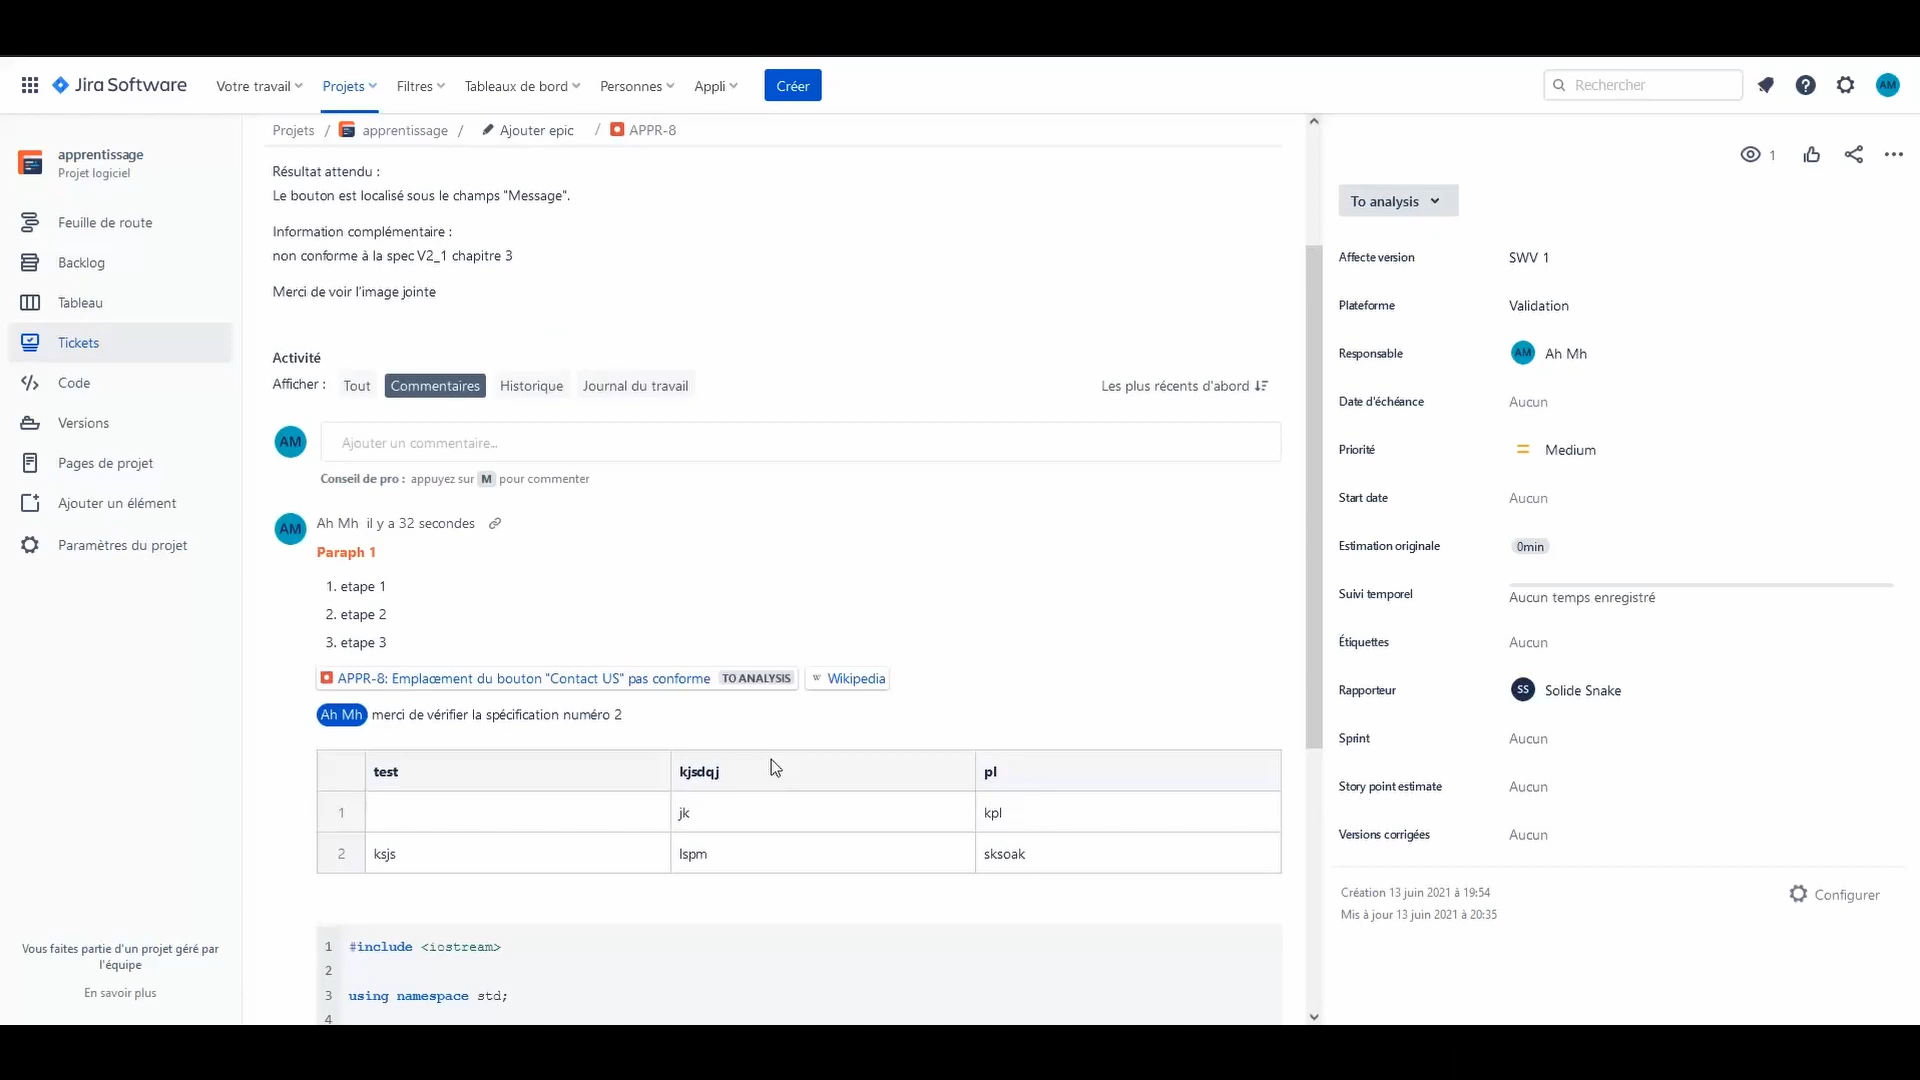 Jira Software
Votre travail
Projets
Filtres
Tableaux de bord
Personnes
Appli
Créer
Rechercher
AM
apprentissage
Projet logiciel
Feuille de route
Backlog
Tableau
Tickets
Code
Versions
Pages de projet
Ajouter un élément
Paramètres du projet
Vous faites partie d'un projet géré par
l'équipe
En savoir plus
Projets / apprentissage / Ajouter epic / APPR-8
Résultat attendu :
Le bouton est localisé sous le champs "Message".
Information complémentaire :
non conforme à la spec V2_1 chapitre 3
Merci de voir l'image jointe
Activité
Afficher : Tout Commentaires Historique Journal du travail
Les plus récents d'abord
AM
Ajouter un commentaire...
Conseil de pro : appuyez sur M pour commenter
AM
Ah Mh il y a 32 secondes
Paraph 1
1. etape 1
2. etape 2
3. etape 3
APPR-8: Emplacement du bouton "Contact US" pas conforme TO ANALYSIS W Wikipedia
Ah Mh merci de vérifier la spécification numéro 2
test kjsdqj pl
1 jk kpl
2 ksjs lspm sksoak
1 #include <iostream>
2
3 using namespace std;
4
1
To analysis
Affecte version SWV 1
Plateforme Validation
Responsable AM Ah Mh
Date d'échéance Aucun
Priorité Medium
Start date Aucun
Estimation originale 0min
Suivi temporel Aucun temps enregistré
Étiquettes Aucun
Rapporteur SS Solide Snake
Sprint Aucun
Story point estimate Aucun
Versions corrigées Aucun
Création 13 juin 2021 à 19:54
Mis à jour 13 juin 2021 à 20:35
Configurer